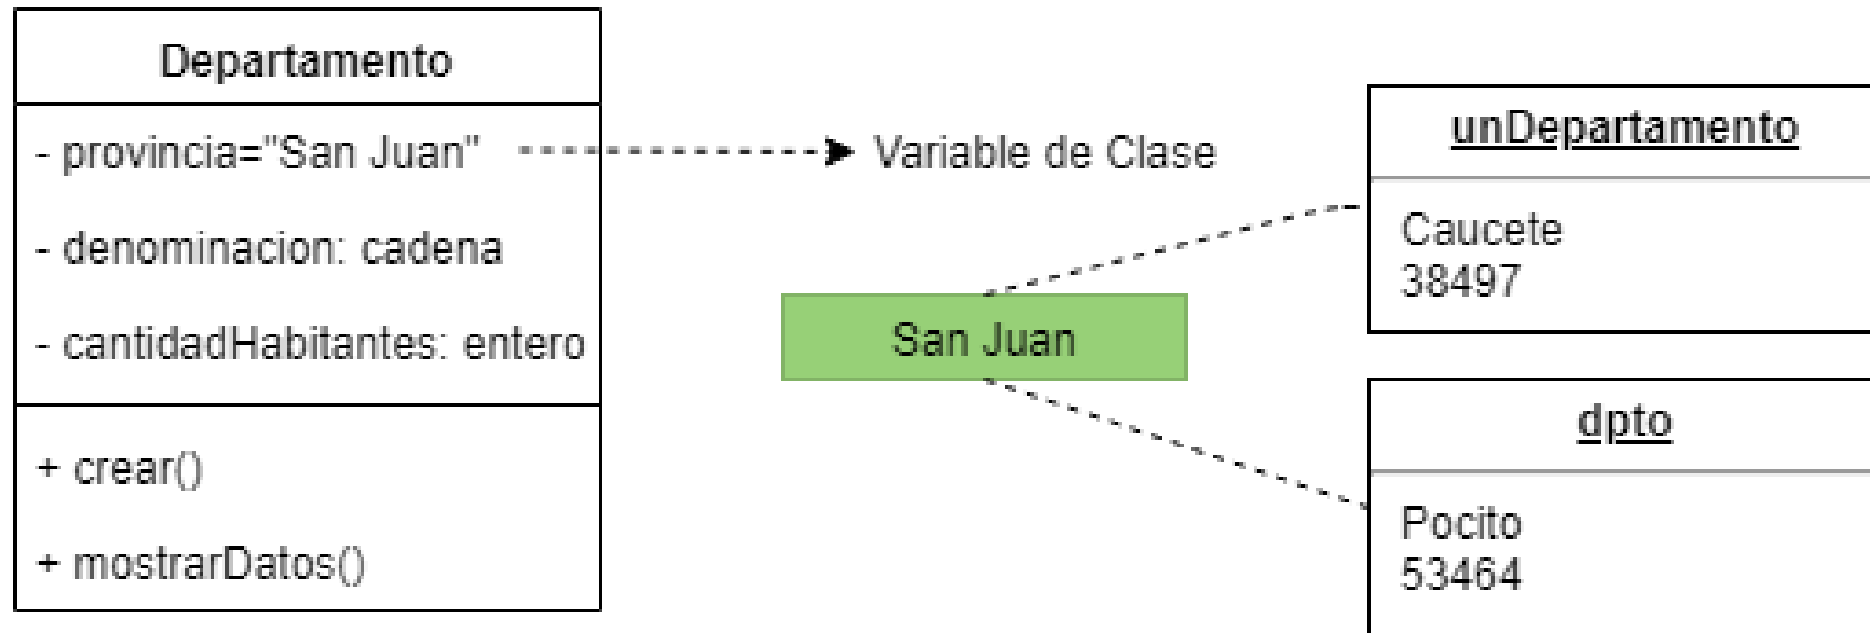 Departamento
- provincia="San Juan"
- denominacion: cadena
- cantidadHabitantes: entero
+ crear()
+ mostrarDatos()
Variable de Clase
San Juan
unDepartamento
Caucete
38497
dpto
Pocito
53464